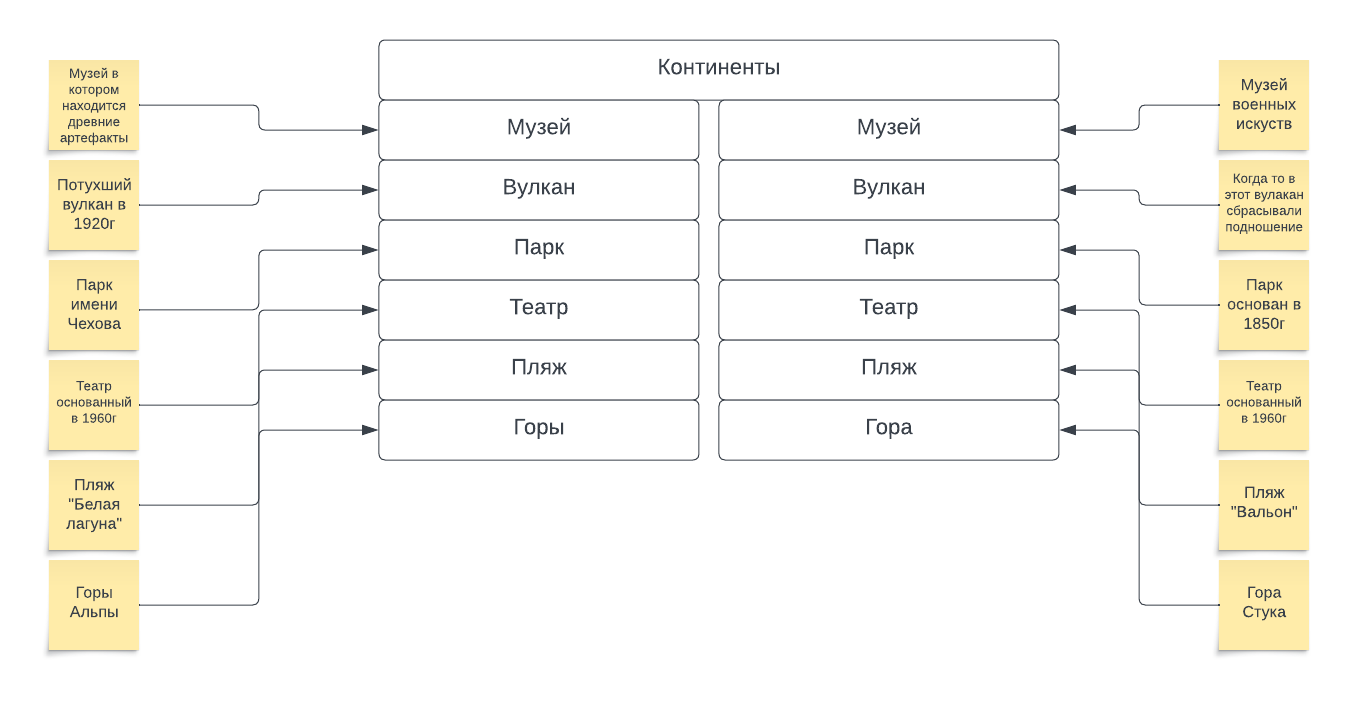 Континенты
Музей в
котором
находится
древние
артефакты
Музей
Музей
Музей
военных
искуств
Потухший
вулкан в
1920г
Вулкан
Вулкан
Когда то в
этот вулакан
сбрасывали
подношение
Парк
имени
Чехова
Парк
Парк
Парк
основан в
1850г
Театр
основанный
в 1960г
Театр
Театр
Театр
основанный
в 1960г
Пляж
"Белая
лагуна"
Пляж
Пляж
Пляж
"Вальон"
Горы
Альпы
Горы
Гора
Гора
Стука